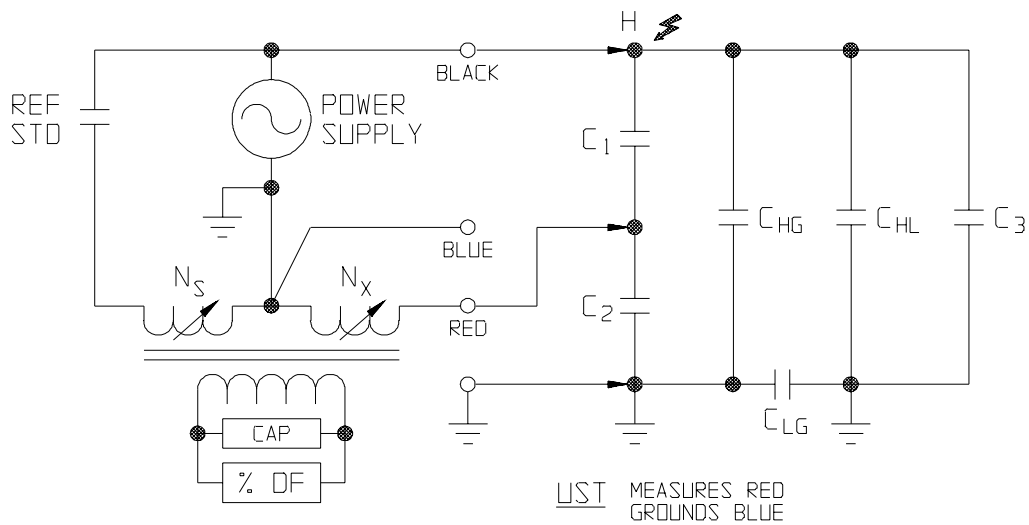 H
BLACK
REF
STD
POWER
SUPPLY
C1
CHG
CHL
C3
BLUE
NS
NX
RED
C2
CLG
CAP
% DF
UST MEASURES RED
GROUNDS BLUE